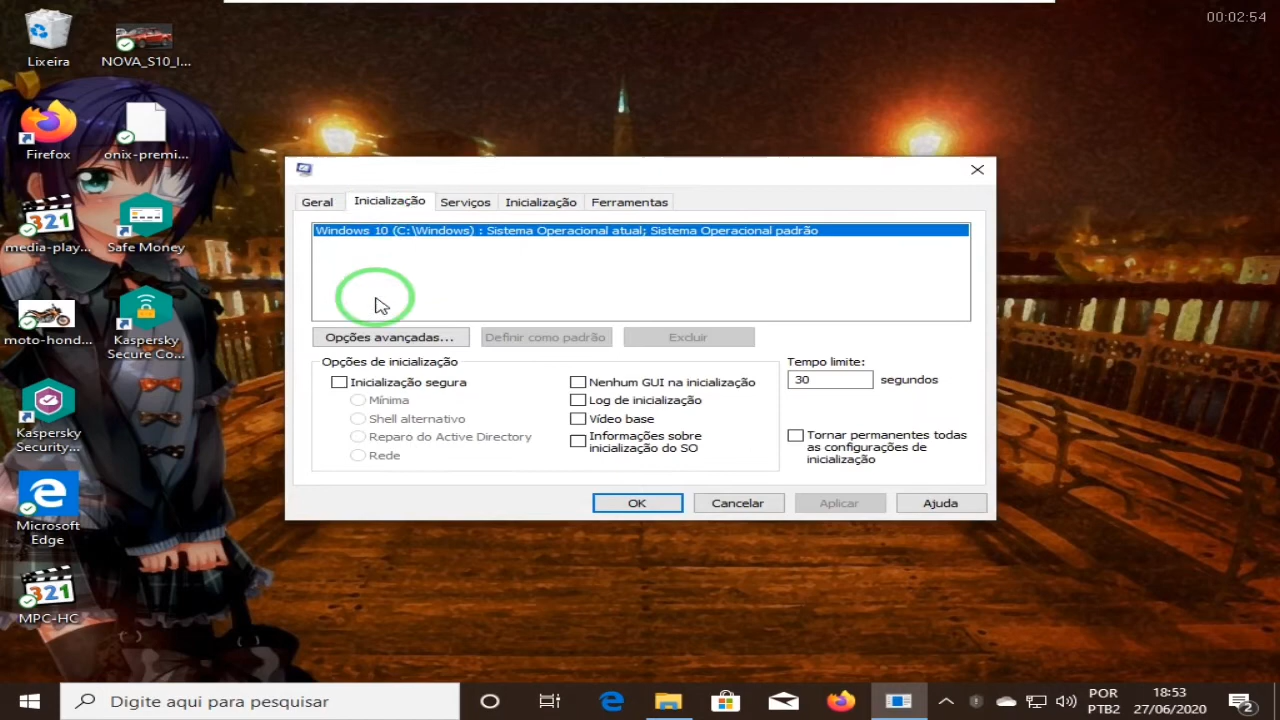 00:02:54
Lixeira
NOVA_S10_I...
Firefox
onix-premi...
media-play...
Safe Money
moto-hond...
Kaspersky
Secure Co...
Kaspersky
Security...
Microsoft
Edge
MPC-HC
321
321
Geral
Inicialização
Serviços
Inicialização
Ferramentas
Windows 10 (C:\Windows) : Sistema Operacional atual; Sistema Operacional padrão
Opções avançadas...
Definir como padrão
Excluir
Opções de inicialização
Inicialização segura
Mínima
Shell alternativo
Reparo do Active Directory
Rede
Nenhum GUI na inicialização
Log de inicialização
Vídeo base
Informações sobre
inicialização do SO
Tempo limite:
30 segundos
Tornar permanentes todas
as configurações de
inicialização
OK
Cancelar
Aplicar
Ajuda
Digite aqui para pesquisar
POR
PTB2
18:53
27/06/2020
2